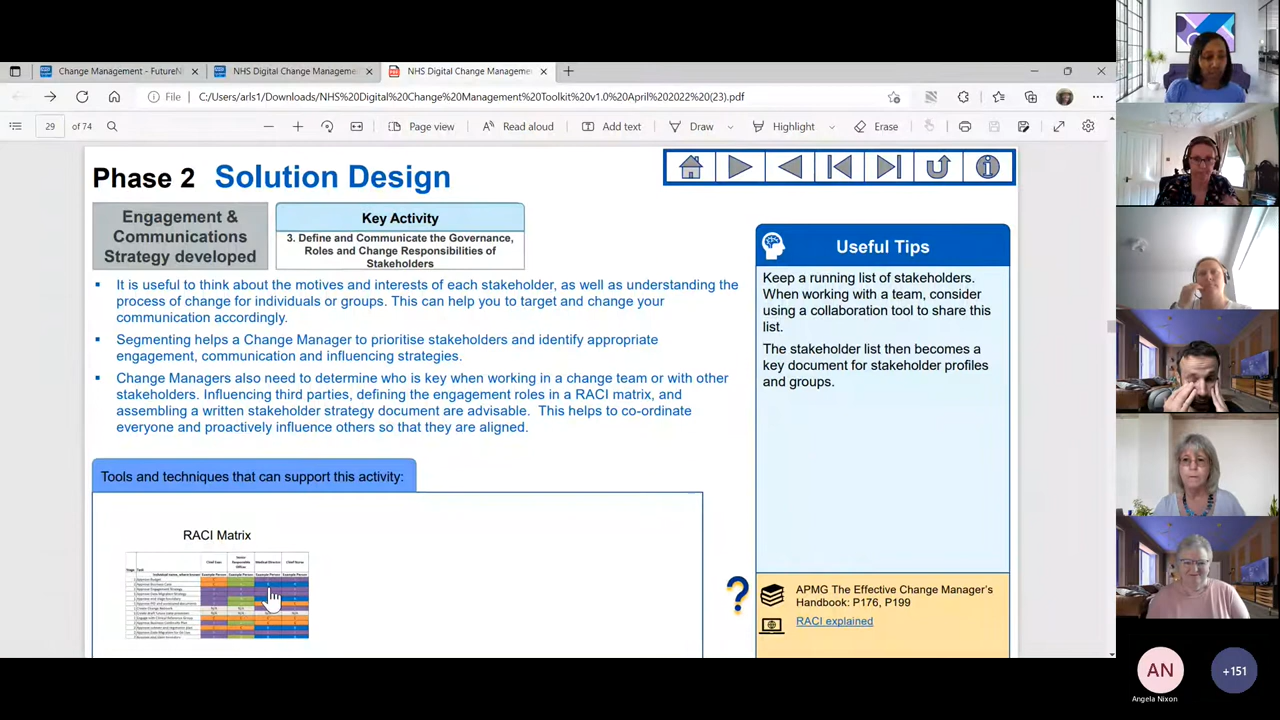 Change Management - FutureN
NHS Digital Change Manageme
NHS Digital Change Manageme
File
C:/Users/arls1/Downloads/NHS%20Digital%20Change%20Management%20Toolkit%20v1.0%20April%202022%20(23).pdf
29 of 74
Page view
Read aloud
Add text
Draw
Highlight
Erase
Phase 2 Solution Design
Engagement &
Communications
Strategy developed
Key Activity
3. Define and Communicate the Governance,
Roles and Change Responsibilities of
Stakeholders
▪ It is useful to think about the motives and interests of each stakeholder, as well as understanding the
process of change for individuals or groups. This can help you to target and change your
communication accordingly.
▪ Segmenting helps a Change Manager to prioritise stakeholders and identify appropriate
engagement, communication and influencing strategies.
▪ Change Managers also need to determine who is key when working in a change team or with other
stakeholders. Influencing third parties, defining the engagement roles in a RACI matrix, and
assembling a written stakeholder strategy document are advisable. This helps to co-ordinate
everyone and proactively influence others so that they are aligned.
Tools and techniques that can support this activity:
RACI Matrix
Useful Tips
Keep a running list of stakeholders.
When working with a team, consider
using a collaboration tool to share this
list.
The stakeholder list then becomes a
key document for stakeholder profiles
and groups.
?
APMG The Effective Change Manager's
Handbook: P176, P199
RACI explained
AN
Angela Nixon
+151